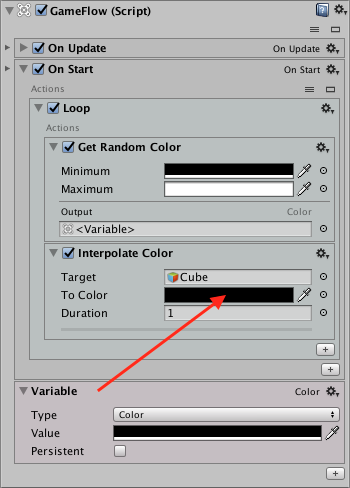 GameFlow (Script)
On Update On Update
On Start On Start
Actions
Loop
Actions
Get Random Color
Minimum
Maximum
Output Color
<Variable>
Interpolate Color
Target Cube
To Color
Duration 1
Variable Color
Type Color
Value
Persistent